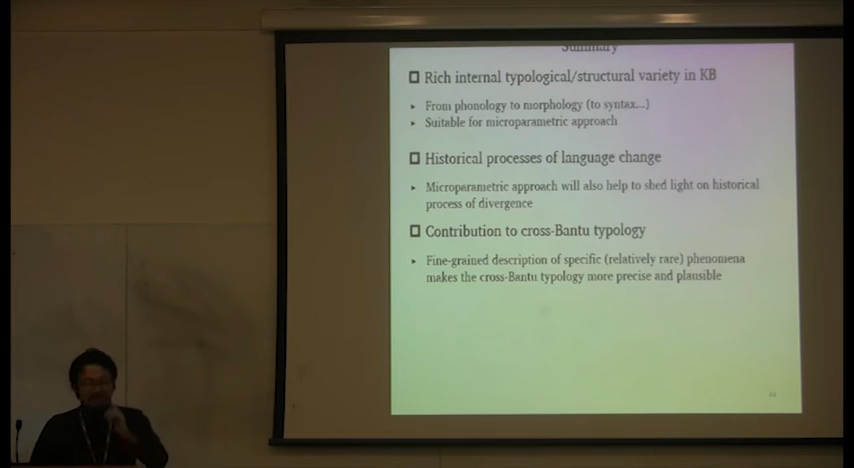 Summary
Rich internal typological/structural variety in KB
From phonology to morphology (to syntax...)
Suitable for microparametric approach
Historical processes of language change
Microparametric approach will also help to shed light on historical
process of divergence
Contribution to cross-Bantu typology
Fine-grained description of specific (relatively rare) phenomena
makes the cross-Bantu typology more precise and plausible